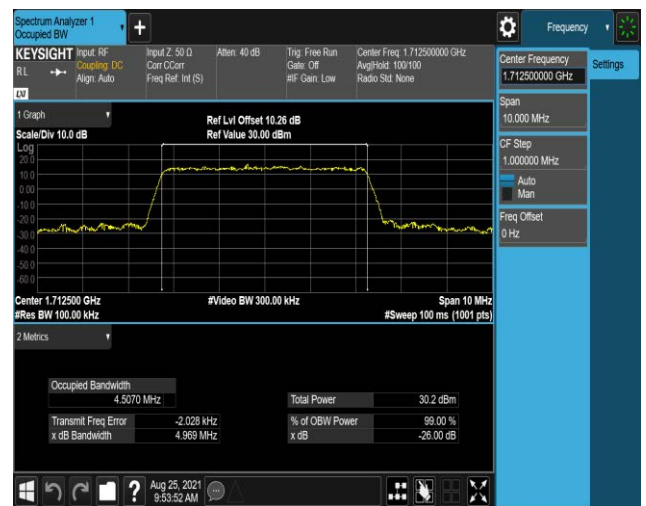 Spectrum Analyzer 1
Occupied BW
+
Frequency
KEYSIGHT
RL
LXI
Input: RF
Coupling: DC
Align: Auto
Input Z: 50 Ω
Corr CCorr
Freq Ref: Int (S)
Atten: 40 dB
Trig: Free Run
Gate: Off
#IF Gain: Low
Center Freq: 1.712500000 GHz
Avg|Hold: 100/100
Radio Std: None
Center Frequency
1.712500000 GHz
Settings
Span
10.000 MHz
CF Step
1.000000 MHz
Auto
Man
Freq Offset
0 Hz
1 Graph
Scale/Div 10.0 dB
Ref Lvl Offset 10.26 dB
Ref Value 30.00 dBm
Log
20.0
10.0
0.00
-10.0
-20.0
-30.0
-40.0
-50.0
-60.0
Center 1.712500 GHz
#Video BW 300.00 kHz
Span 10 MHz
#Res BW 100.00 kHz
#Sweep 100 ms (1001 pts)
2 Metrics
Occupied Bandwidth
4.5070 MHz
Total Power 30.2 dBm
Transmit Freq Error -2.028 kHz
% of OBW Power 99.00 %
x dB Bandwidth 4.969 MHz
x dB -26.00 dB
?
Aug 25, 2021
9:53:52 AM